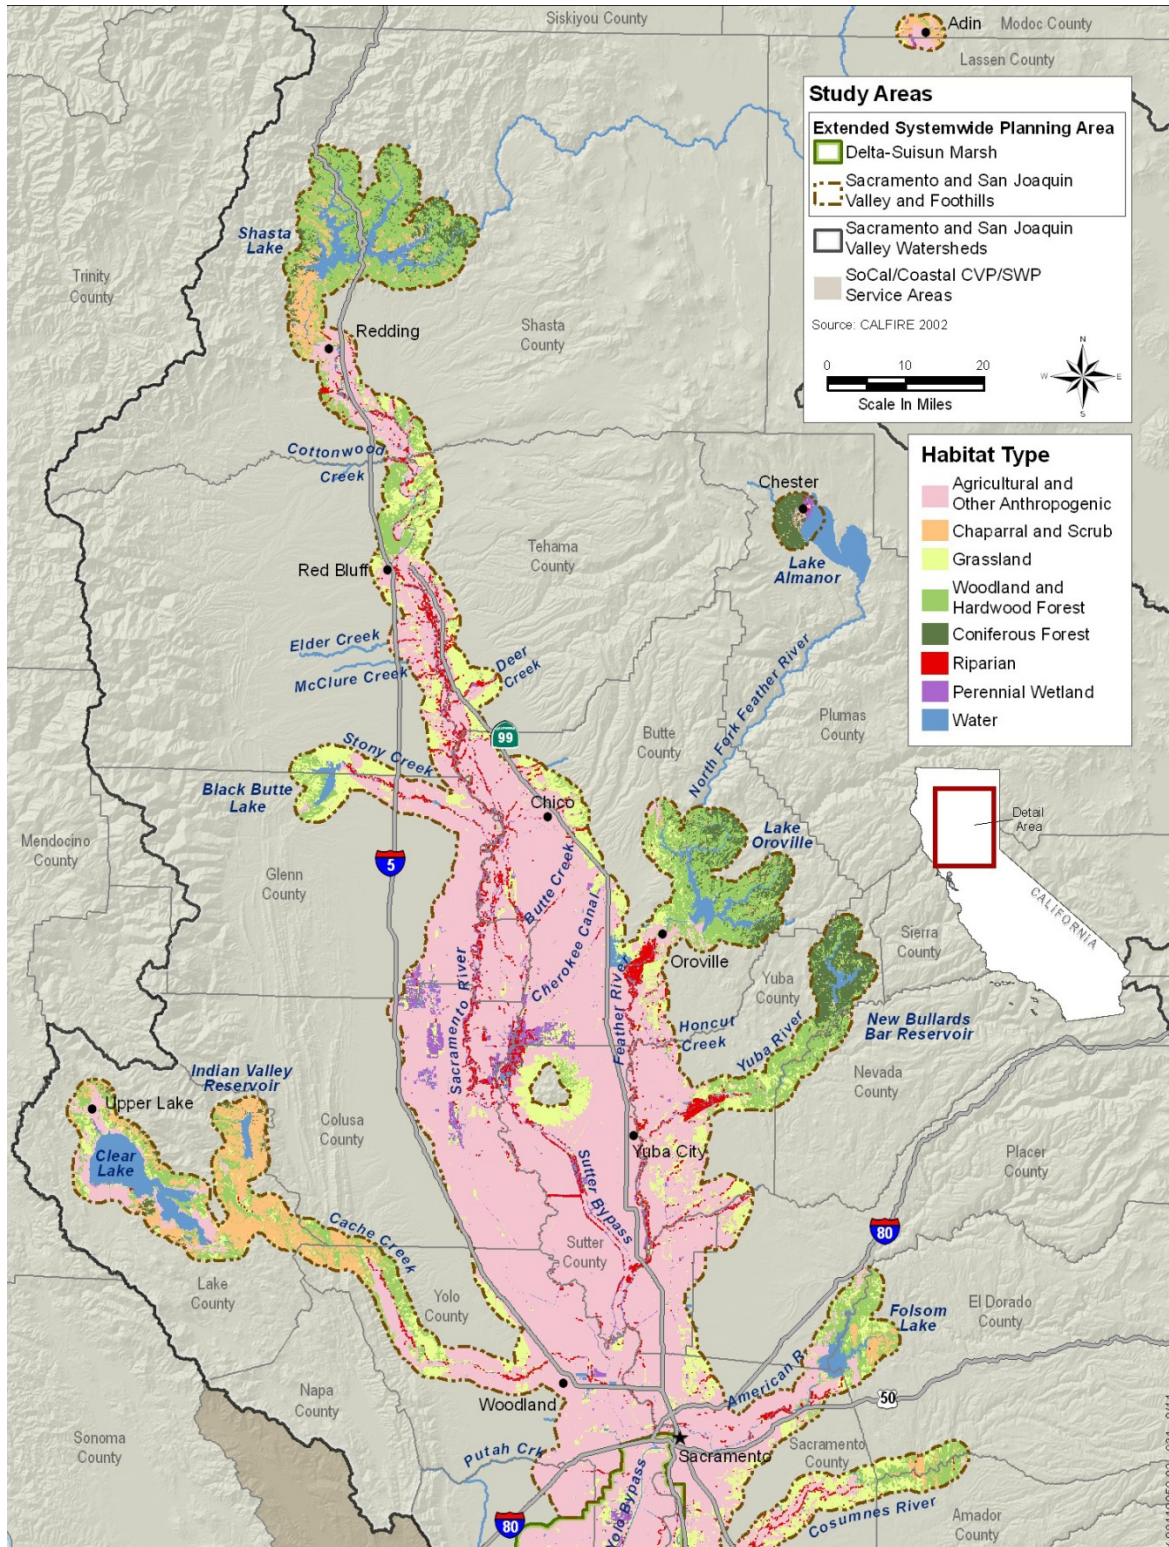 Siskiyou County
Adin
Modoc County
Lassen County
Study Areas
Extended Systemwide Planning Area
Delta-Suisun Marsh
Sacramento and San Joaquin
Valley and Foothills
Sacramento and San Joaquin
Valley Watersheds
SoCal/Coastal CVP/SWP
Service Areas
Source: CALFIRE 2002
0 10 20
Scale In Miles
N
W
E
S
Habitat Type
Agricultural and
Other Anthropogenic
Chaparral and Scrub
Grassland
Woodland and
Hardwood Forest
Coniferous Forest
Riparian
Perennial Wetland
Water
Detail
Area
CALIFORNIA
Shasta
Lake
Trinity
County
Redding
Shasta
County
Cottonwood
Creek
Chester
Lake
Almanor
Tehama
County
Red Bluff
Elder Creek
McClure Creek
Deer
Creek
99
North Fork Feather River
Plumas
County
Butte
County
Stony Creek
Black Butte
Lake
Chico
Lake
Oroville
Mendocino
County
5
Glenn
County
Butte Creek
Cherokee Canal
Sacramento River
Feather River
Oroville
Sierra
County
Yuba
County
Honcut
Creek
Yuba River
New Bullards
Bar Reservoir
Nevada
County
Indian Valley
Reservoir
Upper Lake
Colusa
County
Clear
Lake
Yuba City
Placer
County
Sutter Bypass
Cache Creek
80
Sutter
County
Lake
County
Yolo
County
Folsom
Lake
El Dorado
County
American R.
50
Napa
County
Woodland
Sonoma
County
Putah Crk
Sacramento
Sacramento
County
Yolo Bypass
80
Cosumnes River
Amador
County